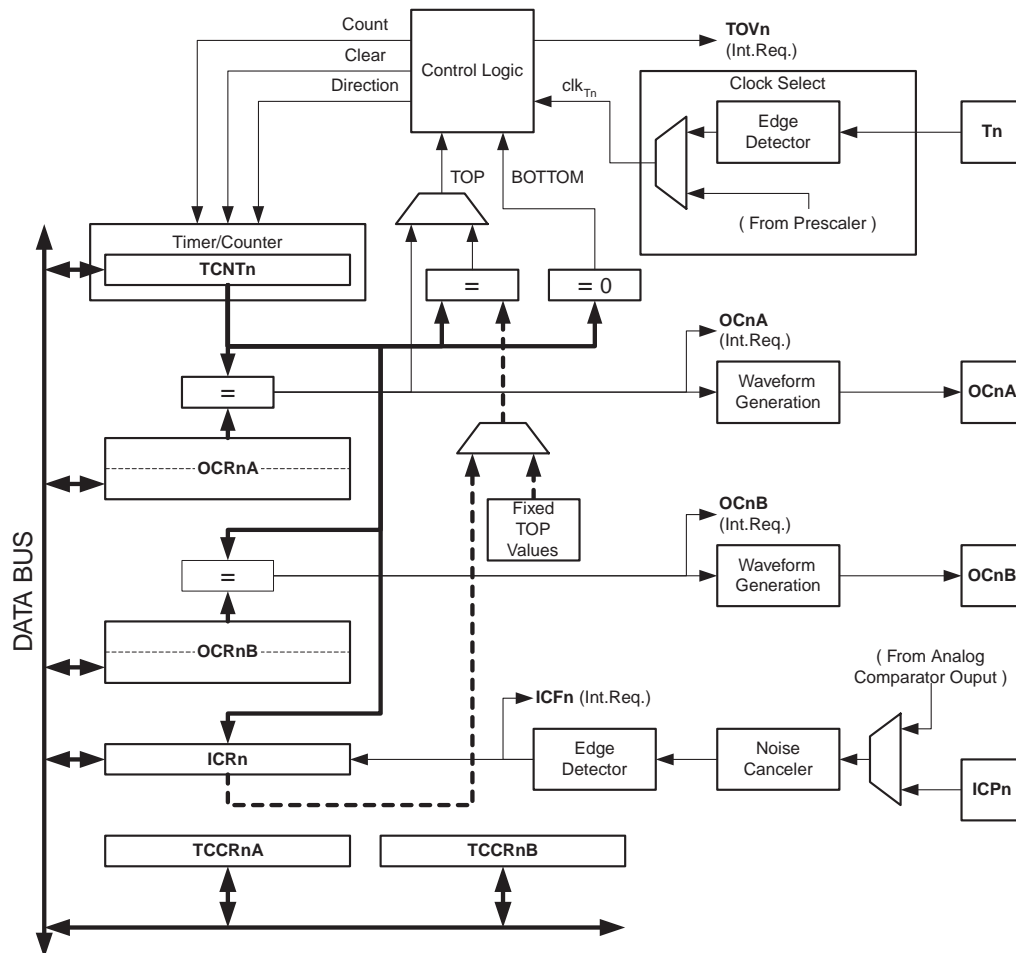 Count
Clear
Direction
Control Logic
TOVn
(Int.Req.)
clkTn
Clock Select
Edge
Detector
Tn
( From Prescaler )
TOP
BOTTOM
Timer/Counter
TCNTn
=
= 0
=
OCnA
(Int.Req.)
Waveform
Generation
OCnA
OCRnA
Fixed
TOP
Values
OCnB
(Int.Req.)
=
Waveform
Generation
OCnB
DATA BUS
OCRnB
( From Analog
Comparator Ouput )
ICFn (Int.Req.)
ICRn
Edge
Detector
Noise
Canceler
ICPn
TCCRnA
TCCRnB